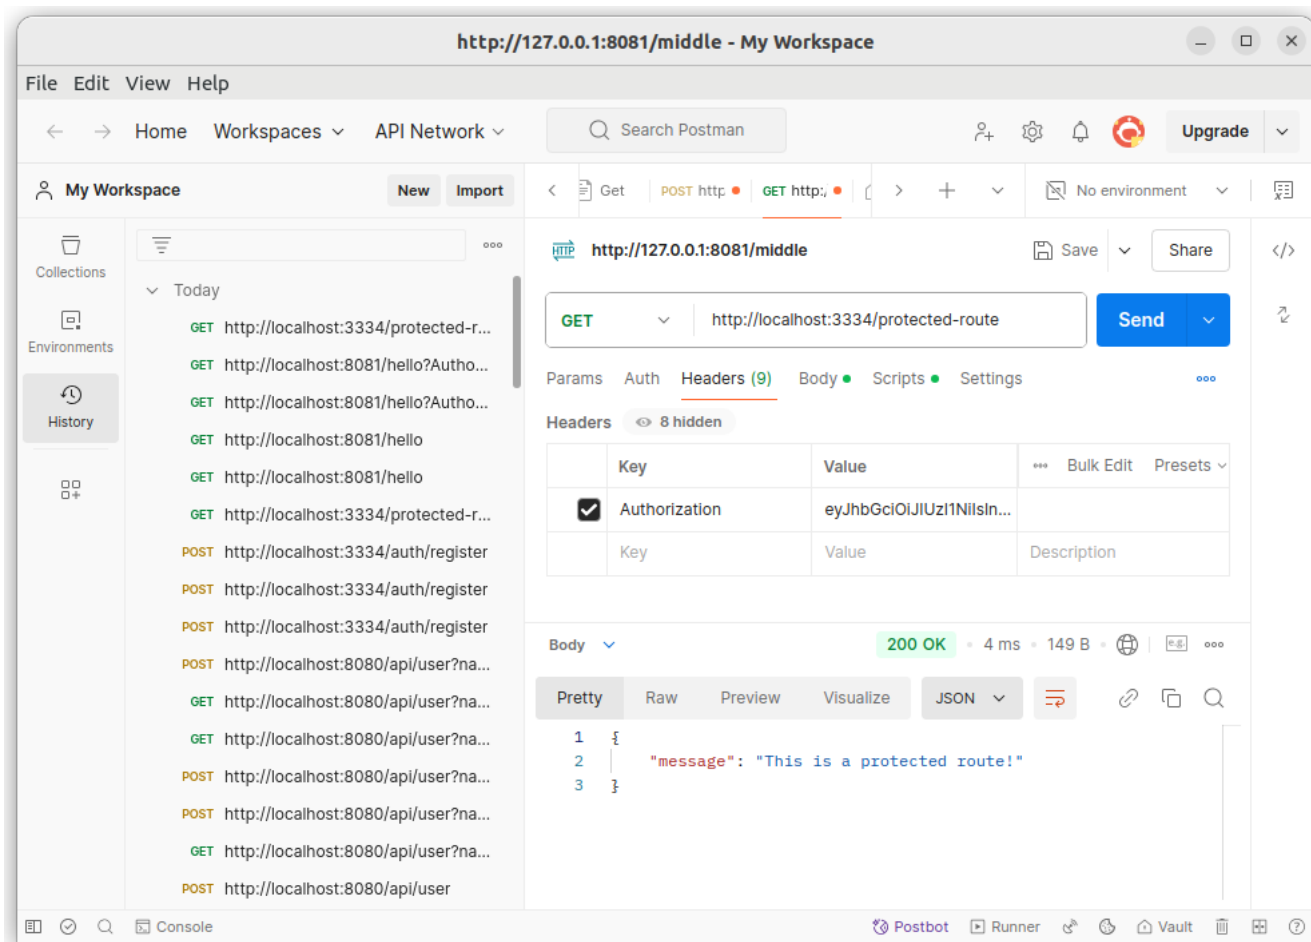 http://127.0.0.1:8081/middle - My Workspace
File Edit View Help
Home Workspaces API Network Search Postman Upgrade
My Workspace New Import
Get POST http GET http:/ No environment
Collections
Environments
History
Today
GET http://localhost:3334/protected-r...
GET http://localhost:8081/hello?Autho...
GET http://localhost:8081/hello?Autho...
GET http://localhost:8081/hello
GET http://localhost:8081/hello
GET http://localhost:3334/protected-r...
POST http://localhost:3334/auth/register
POST http://localhost:3334/auth/register
POST http://localhost:3334/auth/register
POST http://localhost:8080/api/user?na...
GET http://localhost:8080/api/user?na...
GET http://localhost:8080/api/user?na...
POST http://localhost:8080/api/user?na...
POST http://localhost:8080/api/user?na...
GET http://localhost:8080/api/user?na...
POST http://localhost:8080/api/user
HTTP http://127.0.0.1:8081/middle Save Share
GET http://localhost:3334/protected-route Send
Params Auth Headers (9) Body Scripts Settings
Headers 8 hidden
Key Value Bulk Edit Presets
Authorization eyJhbGciOiJIUzI1NiIsIn...
Key Value Description
Body 200 OK 4 ms 149 B e.g.
Pretty Raw Preview Visualize JSON
1 {
2 "message": "This is a protected route!"
3 }
Console Postbot Runner Vault